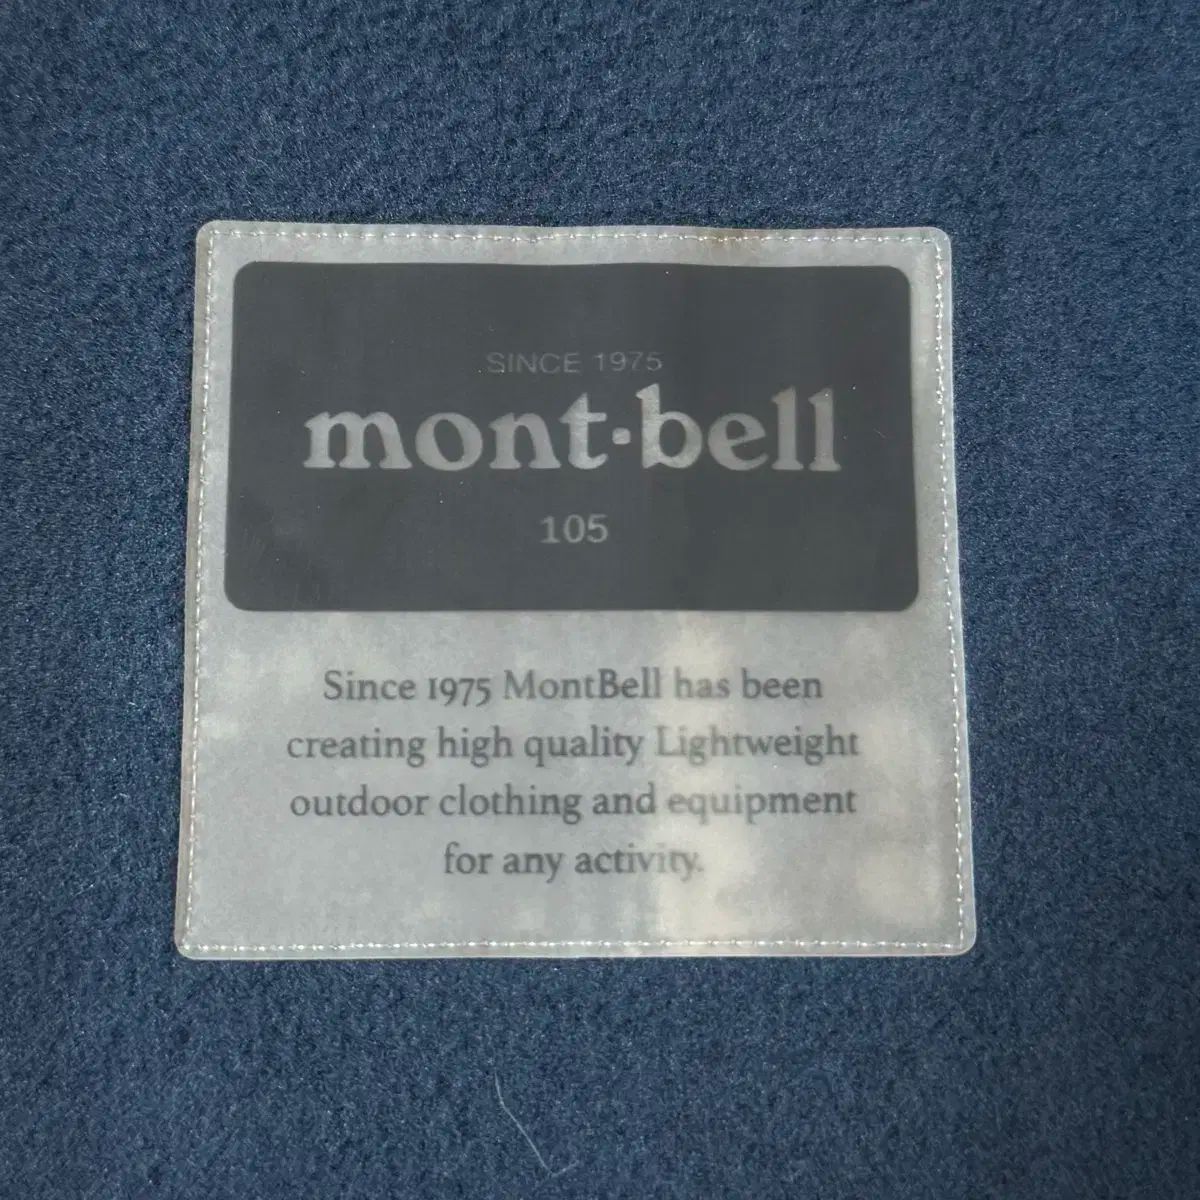 SINCE 1975
mont·bell
105
Since 1975 MontBell has been
creating high quality Lightweight
outdoor clothing and equipment
for any activity.